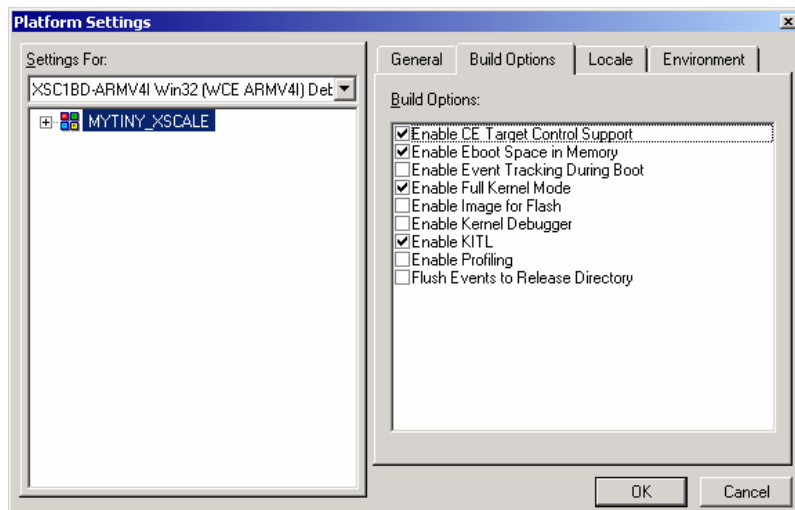 Platform Settings
Settings For:
XSC1BD-ARMV4I Win32 (WCE ARMV4I) Det
MYTINY_XSCALE
General Build Options Locale Environment
Build Options:
Enable CE Target Control Support
Enable Eboot Space in Memory
Enable Event Tracking During Boot
Enable Full Kernel Mode
Enable Image for Flash
Enable Kernel Debugger
Enable KITL
Enable Profiling
Flush Events to Release Directory
OK Cancel